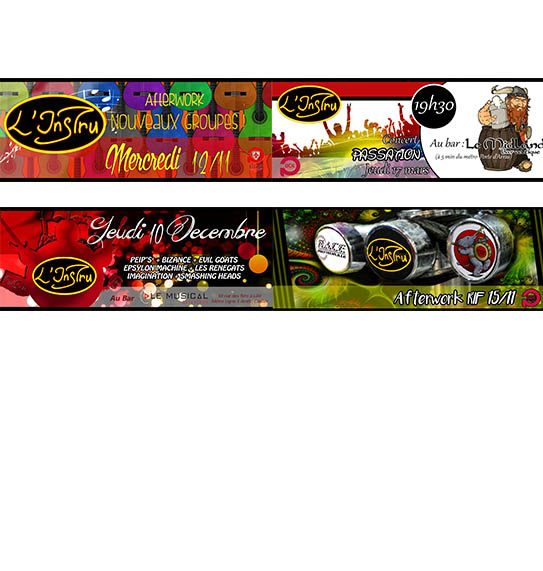 L'Instru
AFTERWORK
NOUVEAUX GROUPES!
Mercredi 12/11
L'Instru
19h30
Concert
PASSATION
Jeudi 17 mars
Au bar : Le Midland
(à 5 min du métro Porte d'Arras)
Jeudi 10 Decembre
L'Instru
PEIP'S + BIZANCE + EVIL GOATS
EPSYLON MACHINE + LES RENEGATS
IMAGINATION + SMASHING HEADS
Au Bar
LE MUSICAL
L'Instru
Afterwork RIF 15/11